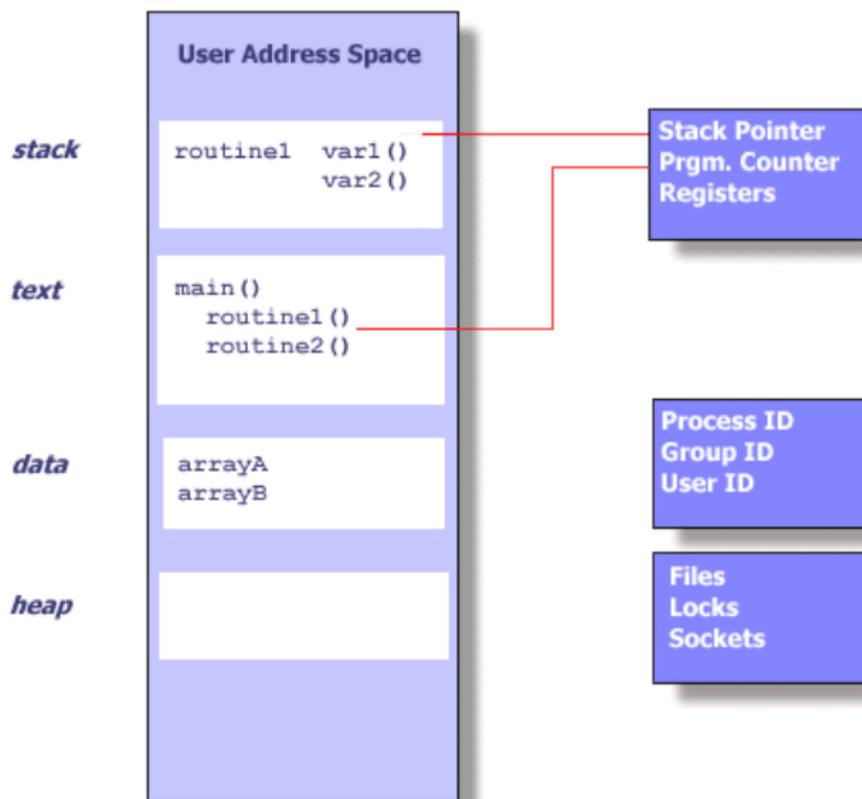 User Address Space
stack
routine1 var1()
var2()
text
main()
routine1()
routine2()
data
arrayA
arrayB
heap
Stack Pointer
Prgm. Counter
Registers
Process ID
Group ID
User ID
Files
Locks
Sockets